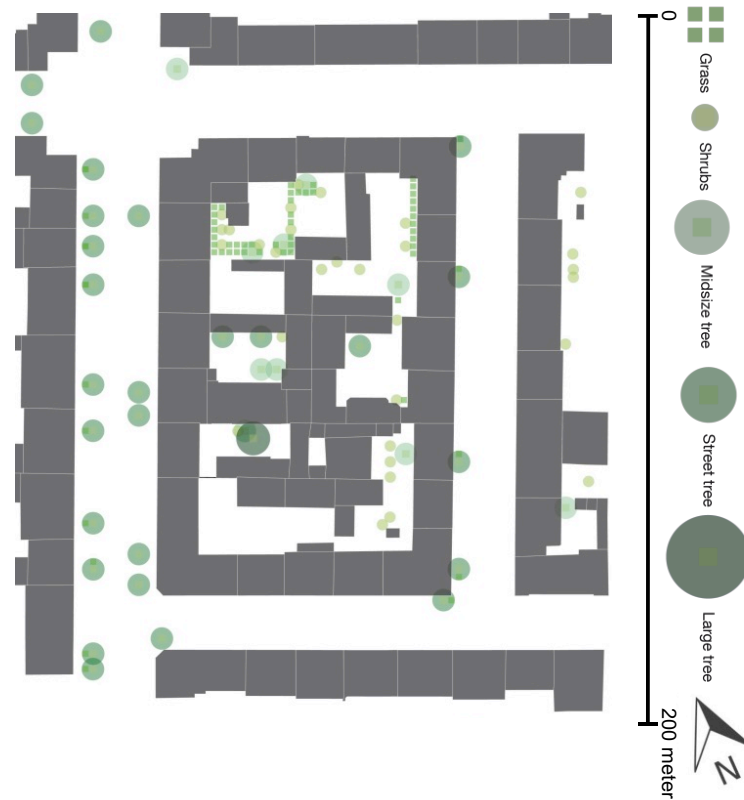 0
200 meter
Grass
Shrubs
Midsize tree
Street tree
Large tree
N